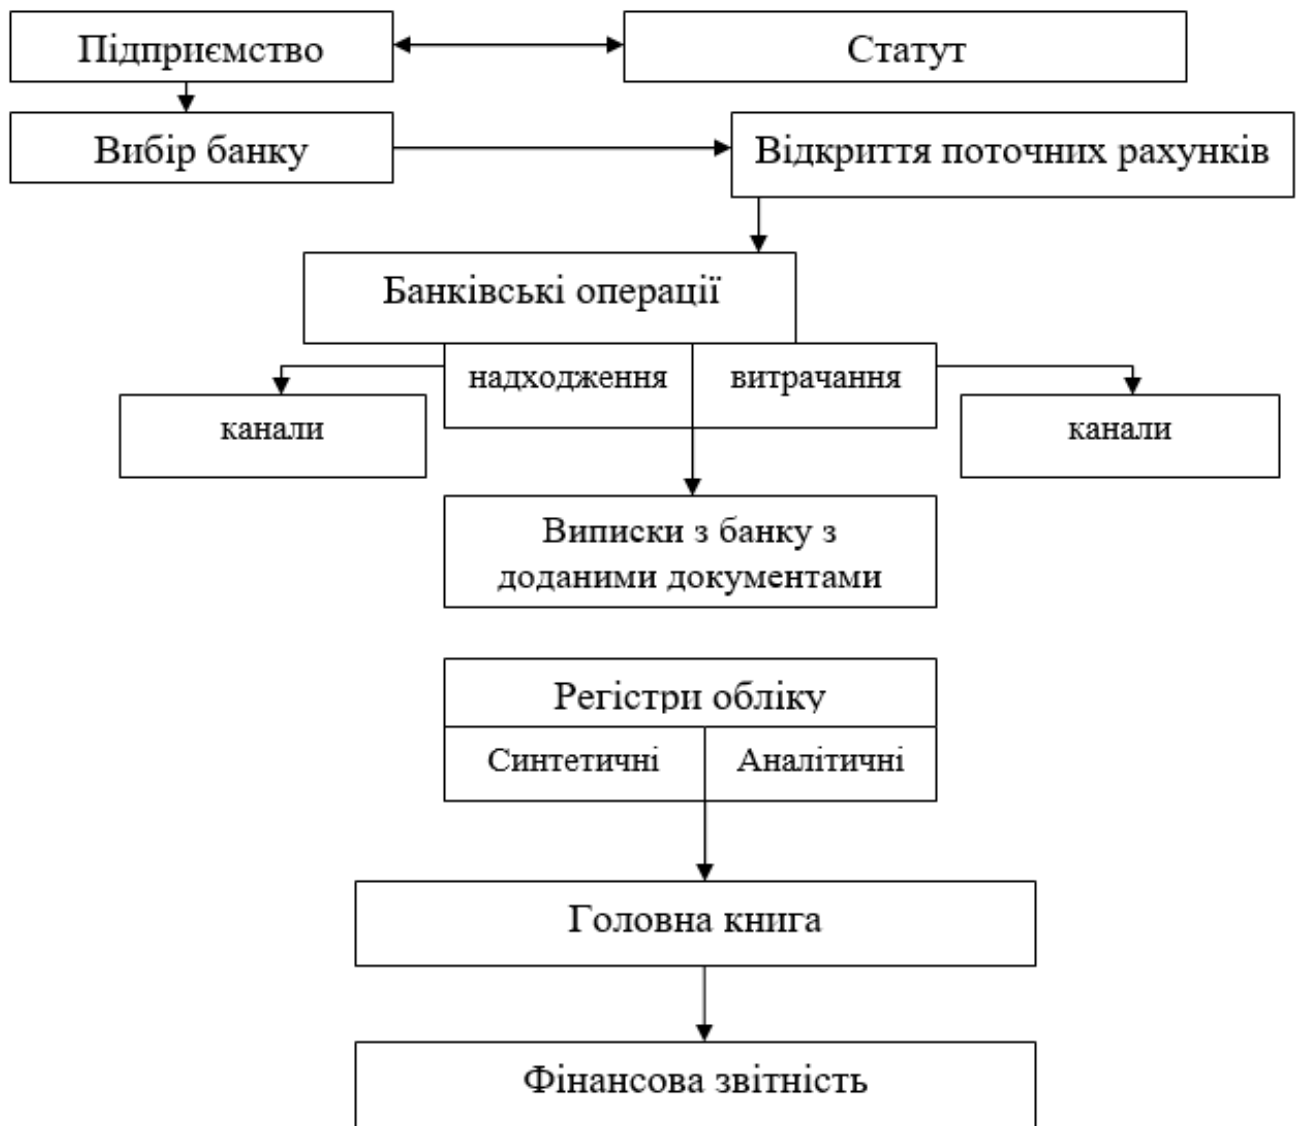 Підприємство
Статут
Вибір банку
Відкриття поточних рахунків
Банківські операції
надходження
витрачання
канали
канали
Виписки з банку з
доданими документами
Регістри обліку
Синтетичні
Аналітичні
Головна книга
Фінансова звітність